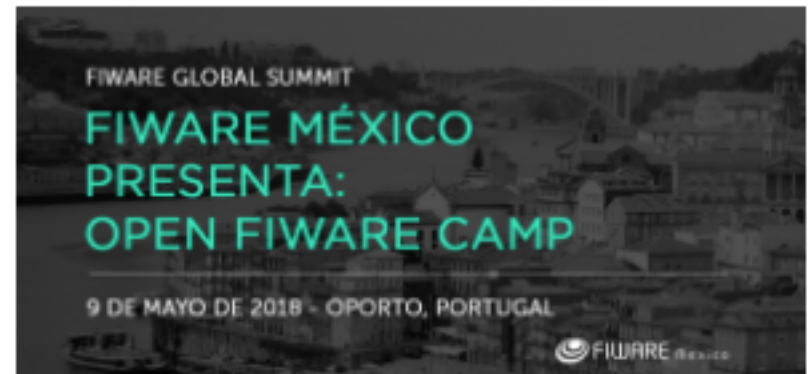 FIWARE GLOBAL SUMMIT
FIWARE MÉXICO
PRESENTA:
OPEN FIWARE CAMP
9 DE MAYO DE 2018 - OPORTO, PORTUGAL
FIWARE México